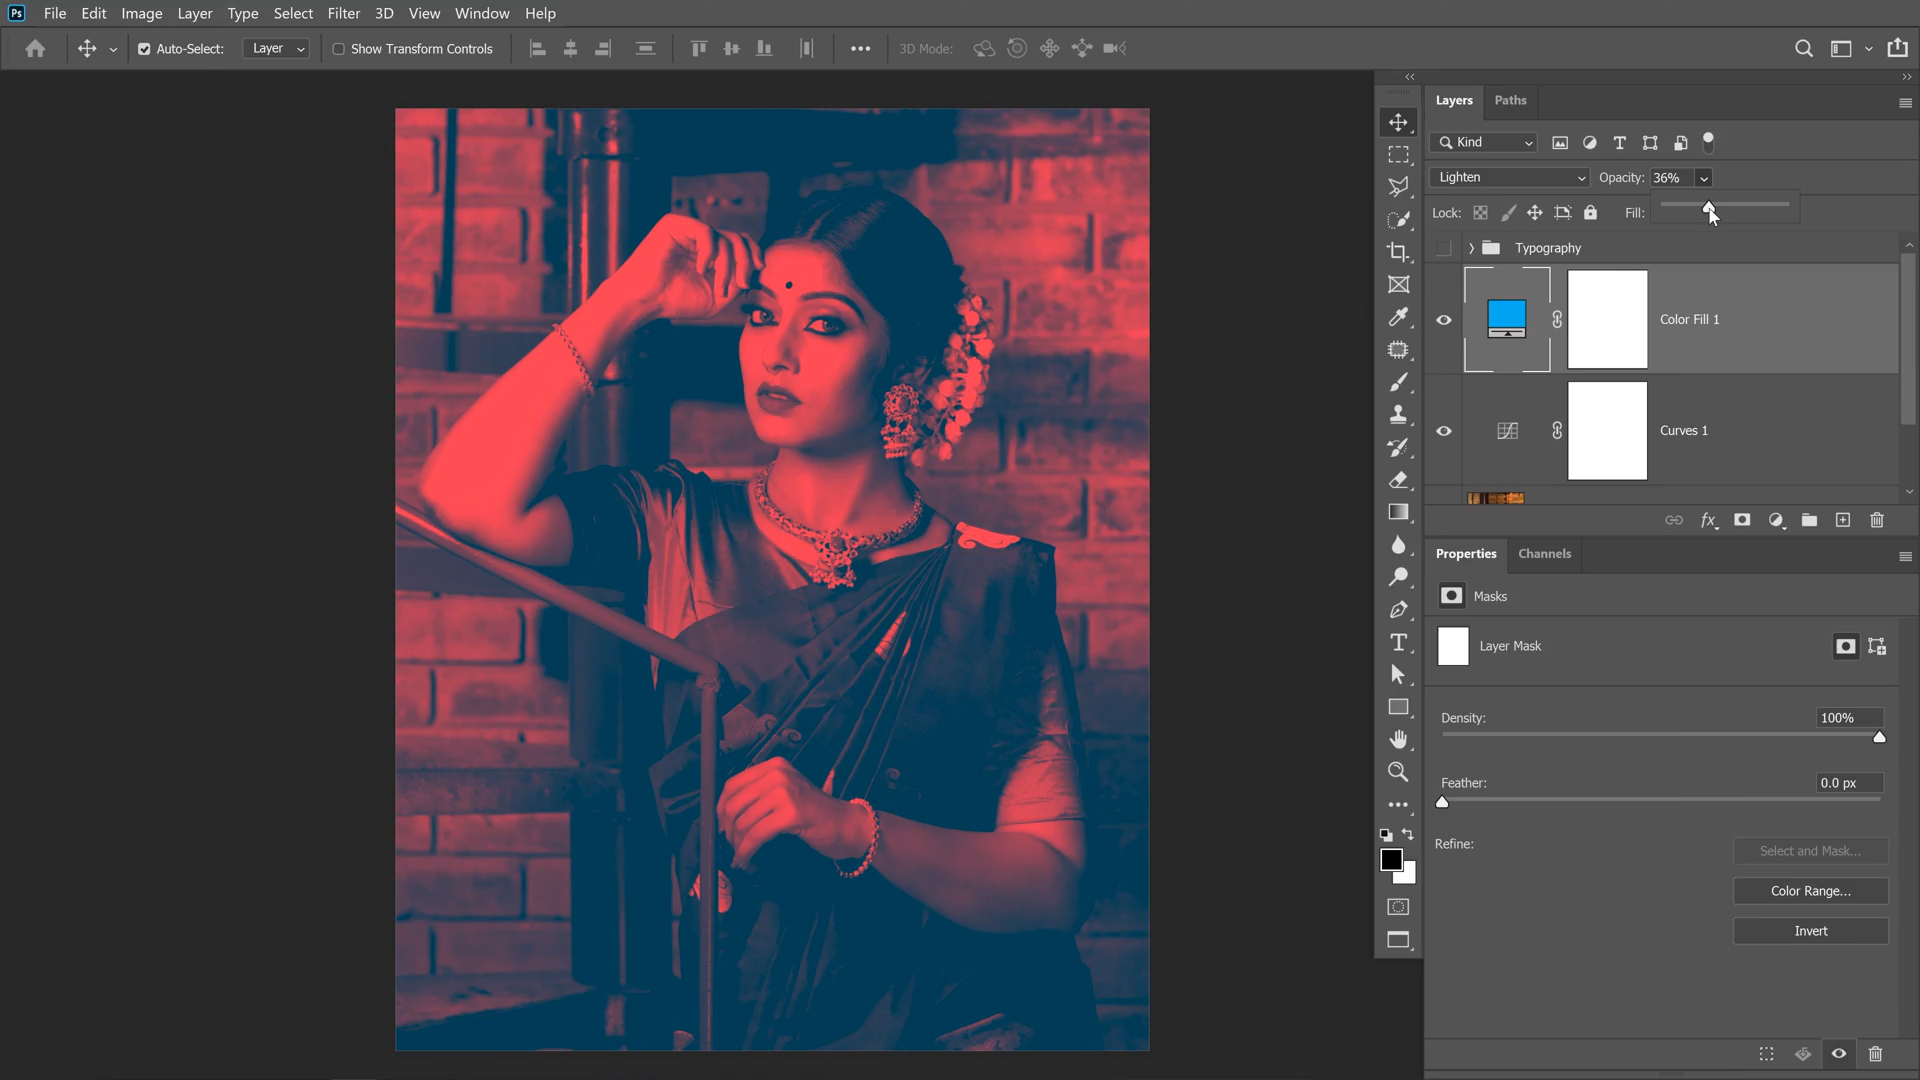 Ps File Edit Image Layer Type Select Filter 3D View Window Help
Auto-Select: Layer Show Transform Controls 3D Mode:
Layers Paths
Kind
Lighten Opacity: 36%
Lock: Fill:
Typography
Color Fill 1
Curves 1
fx
Properties Channels
Masks
Layer Mask
Density: 100%
Feather: 0.0 px
Refine:
Select and Mask...
Color Range...
Invert